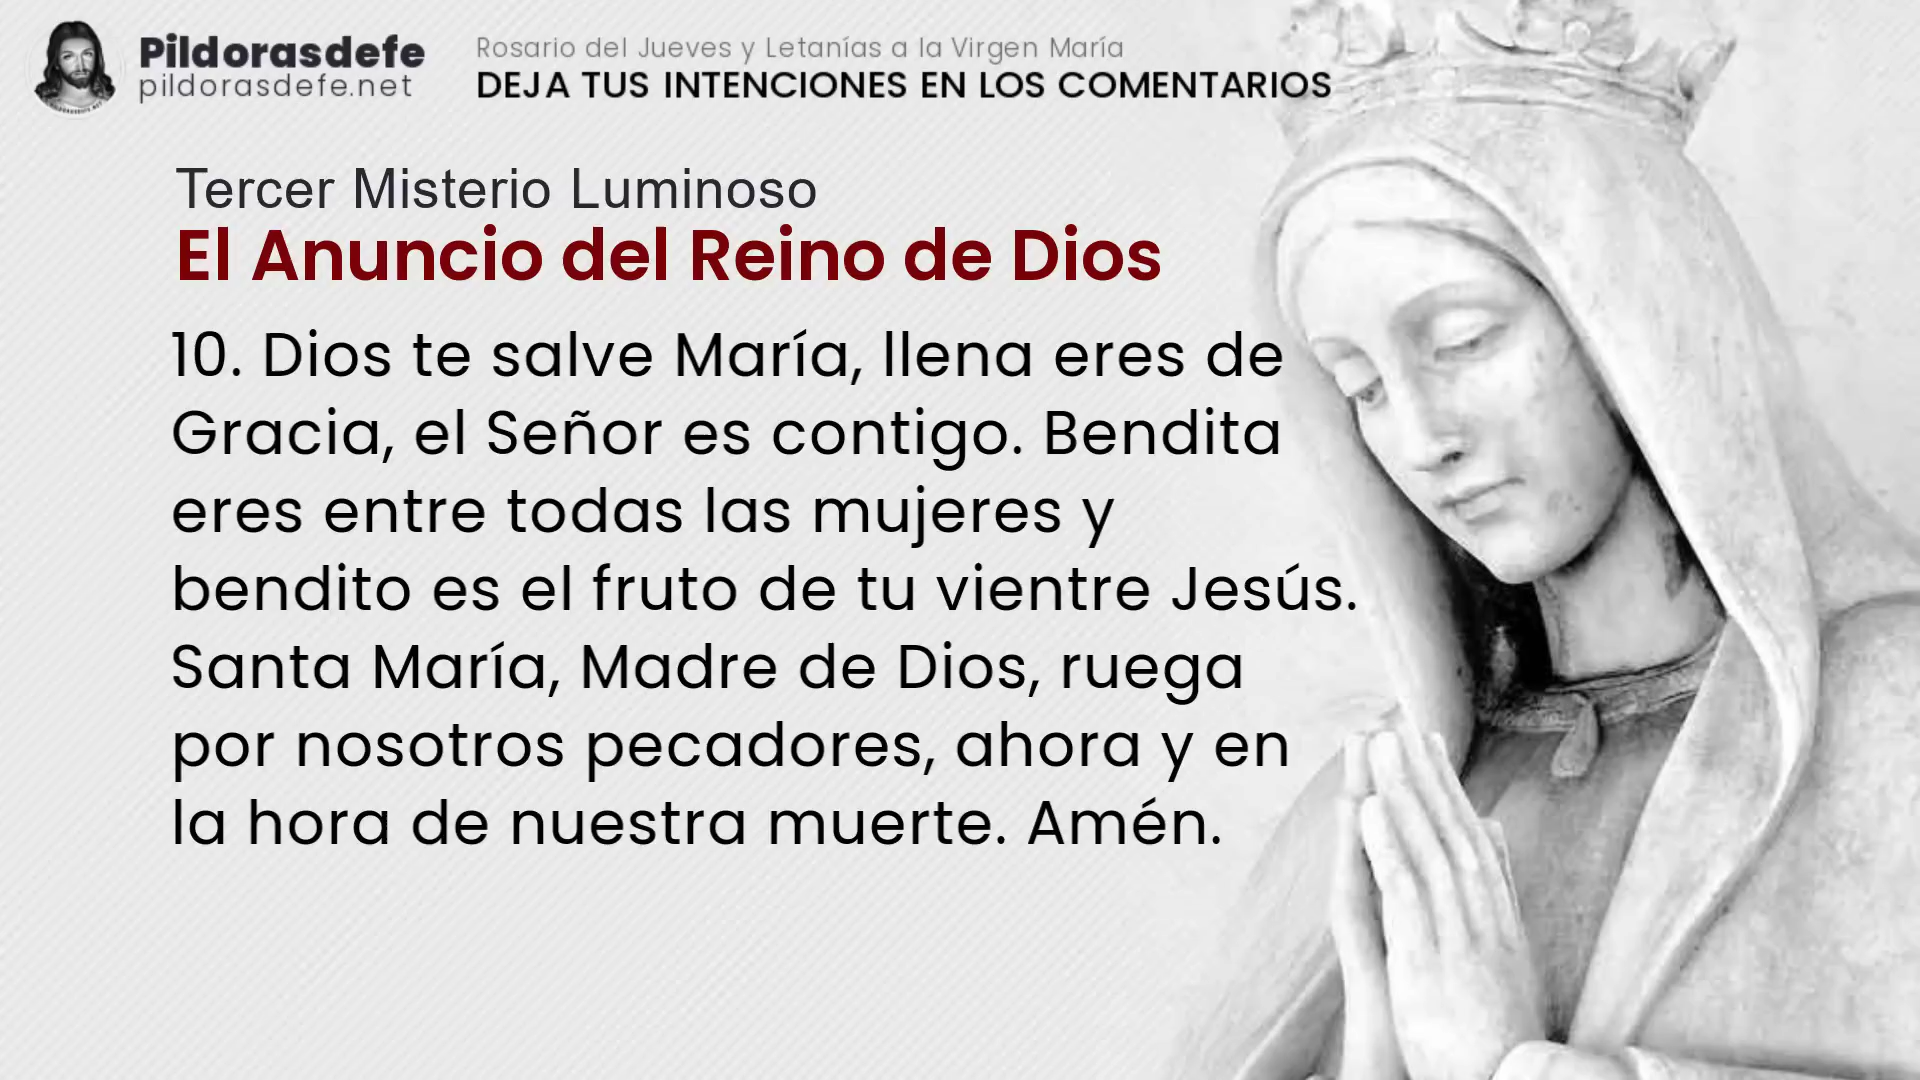 Pildorasdefe
pildorasdefe.net
Rosario del Jueves y Letanías a la Virgen María
DEJA TUS INTENCIONES EN LOS COMENTARIOS
Tercer Misterio Luminoso
El Anuncio del Reino de Dios
10. Dios te salve María, llena eres de
Gracia, el Señor es contigo. Bendita
eres entre todas las mujeres y
bendito es el fruto de tu vientre Jesús.
Santa María, Madre de Dios, ruega
por nosotros pecadores, ahora y en
la hora de nuestra muerte. Amén.